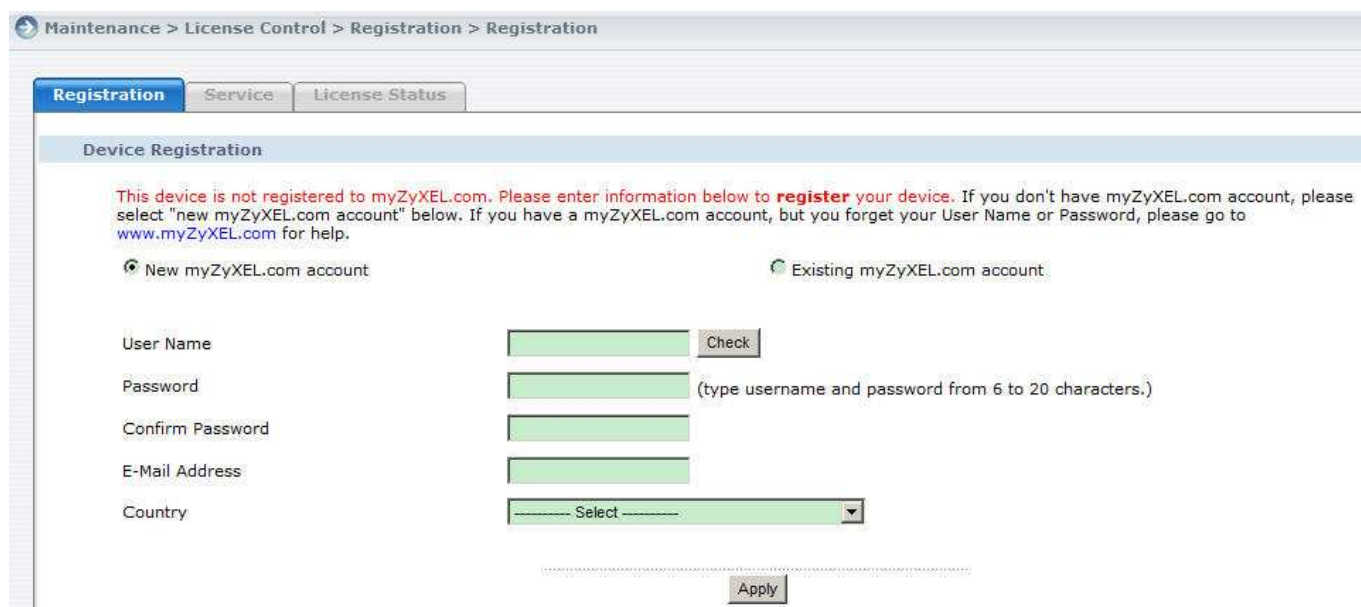 Maintenance > License Control > Registration > Registration
Registration Service License Status
Device Registration
This device is not registered to myZyXEL.com. Please enter information below to register your device. If you don't have myZyXEL.com account, please
select "new myZyXEL.com account" below. If you have a myZyXEL.com account, but you forget your User Name or Password, please go to
www.myZyXEL.com for help.
New myZyXEL.com account Existing myZyXEL.com account
User Name Check
Password (type username and password from 6 to 20 characters.)
Confirm Password
E-Mail Address
Country ---------- Select ----------
Apply